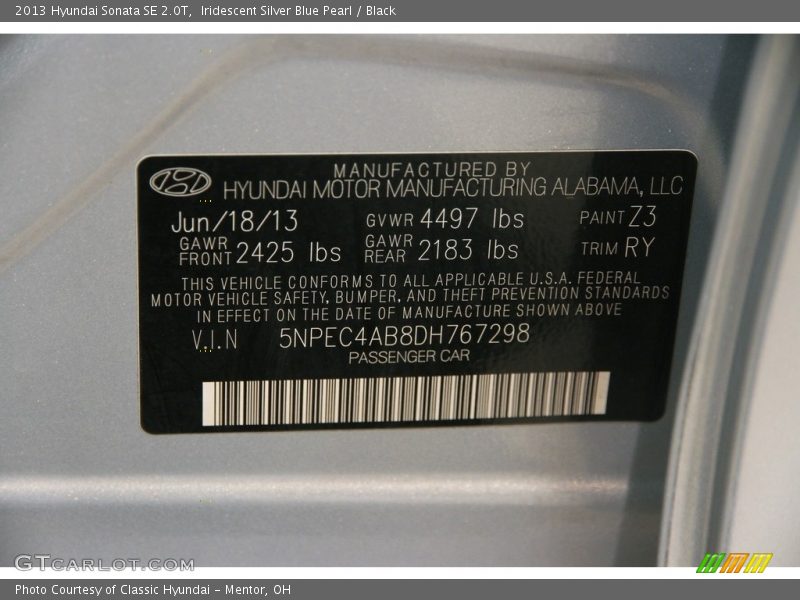 2013 Hyundai Sonata SE 2.0T, Iridescent Silver Blue Pearl / Black
MANUFACTURED BY
HYUNDAI MOTOR MANUFACTURING ALABAMA, LLC
Jun/18/13 GVWR 4497 lbs PAINT Z3
GAWR FRONT 2425 lbs GAWR REAR 2183 lbs TRIM RY
THIS VEHICLE CONFORMS TO ALL APPLICABLE U.S.A. FEDERAL
MOTOR VEHICLE SAFETY, BUMPER, AND THEFT PREVENTION STANDARDS
IN EFFECT ON THE DATE OF MANUFACTURE SHOWN ABOVE
V.I.N 5NPEC4AB8DH767298
PASSENGER CAR
GTCARLOT.COM
Photo Courtesy of Classic Hyundai - Mentor, OH